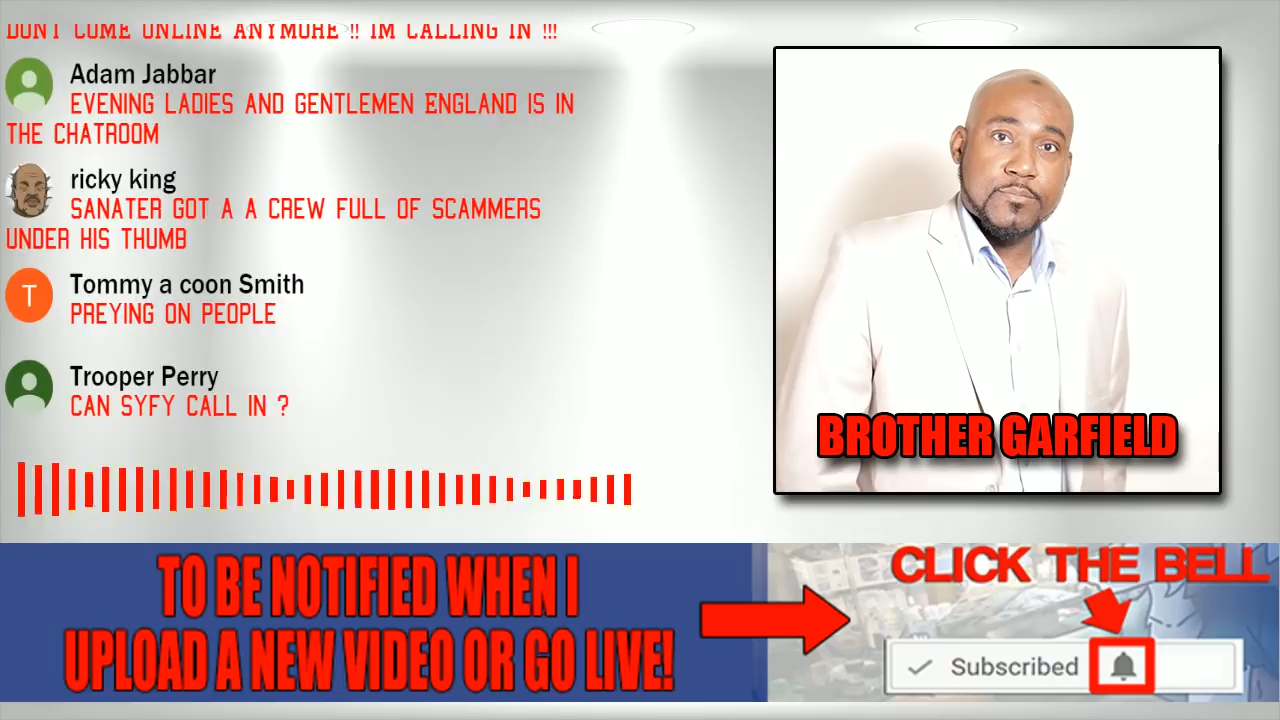 DONT COME ONLINE ANYMORE !! IM CALLING IN !!!
Adam Jabbar
EVENING LADIES AND GENTLEMEN ENGLAND IS IN
THE CHATROOM
ricky king
SANATER GOT A A CREW FULL OF SCAMMERS
UNDER HIS THUMB
T
Tommy a coon Smith
PREYING ON PEOPLE
Trooper Perry
CAN SYFY CALL IN ?
BROTHER GARFIELD
TO BE NOTIFIED WHEN I
UPLOAD A NEW VIDEO OR GO LIVE!
CLICK THE BELL
Subscribed